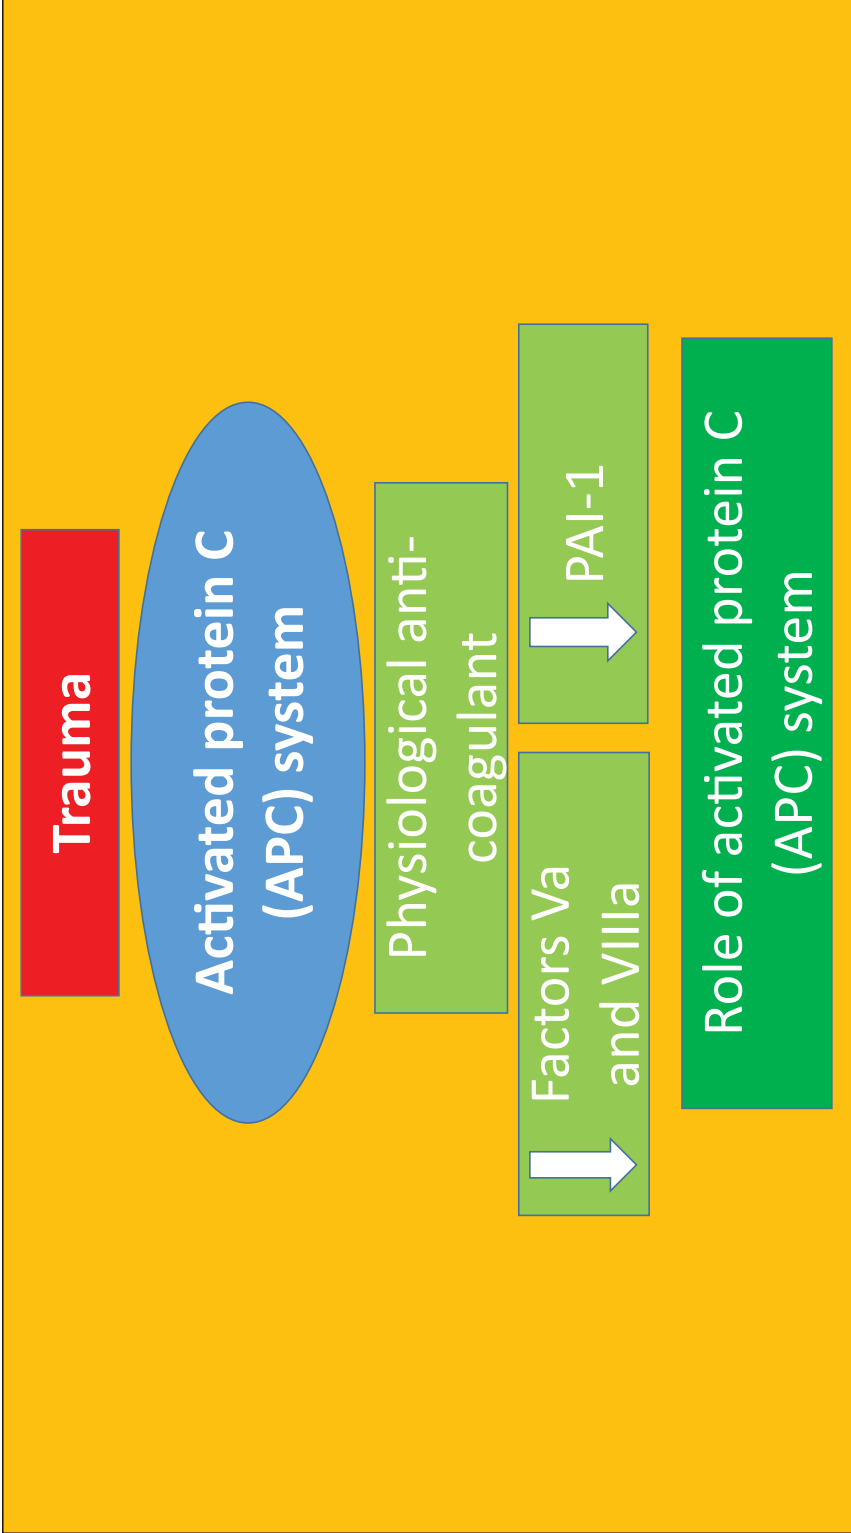 Trauma
Activated protein C
(APC) system
Physiological anti-
coagulant
Factors Va
and VIIIa
PAI-1
Role of activated protein C
(APC) system